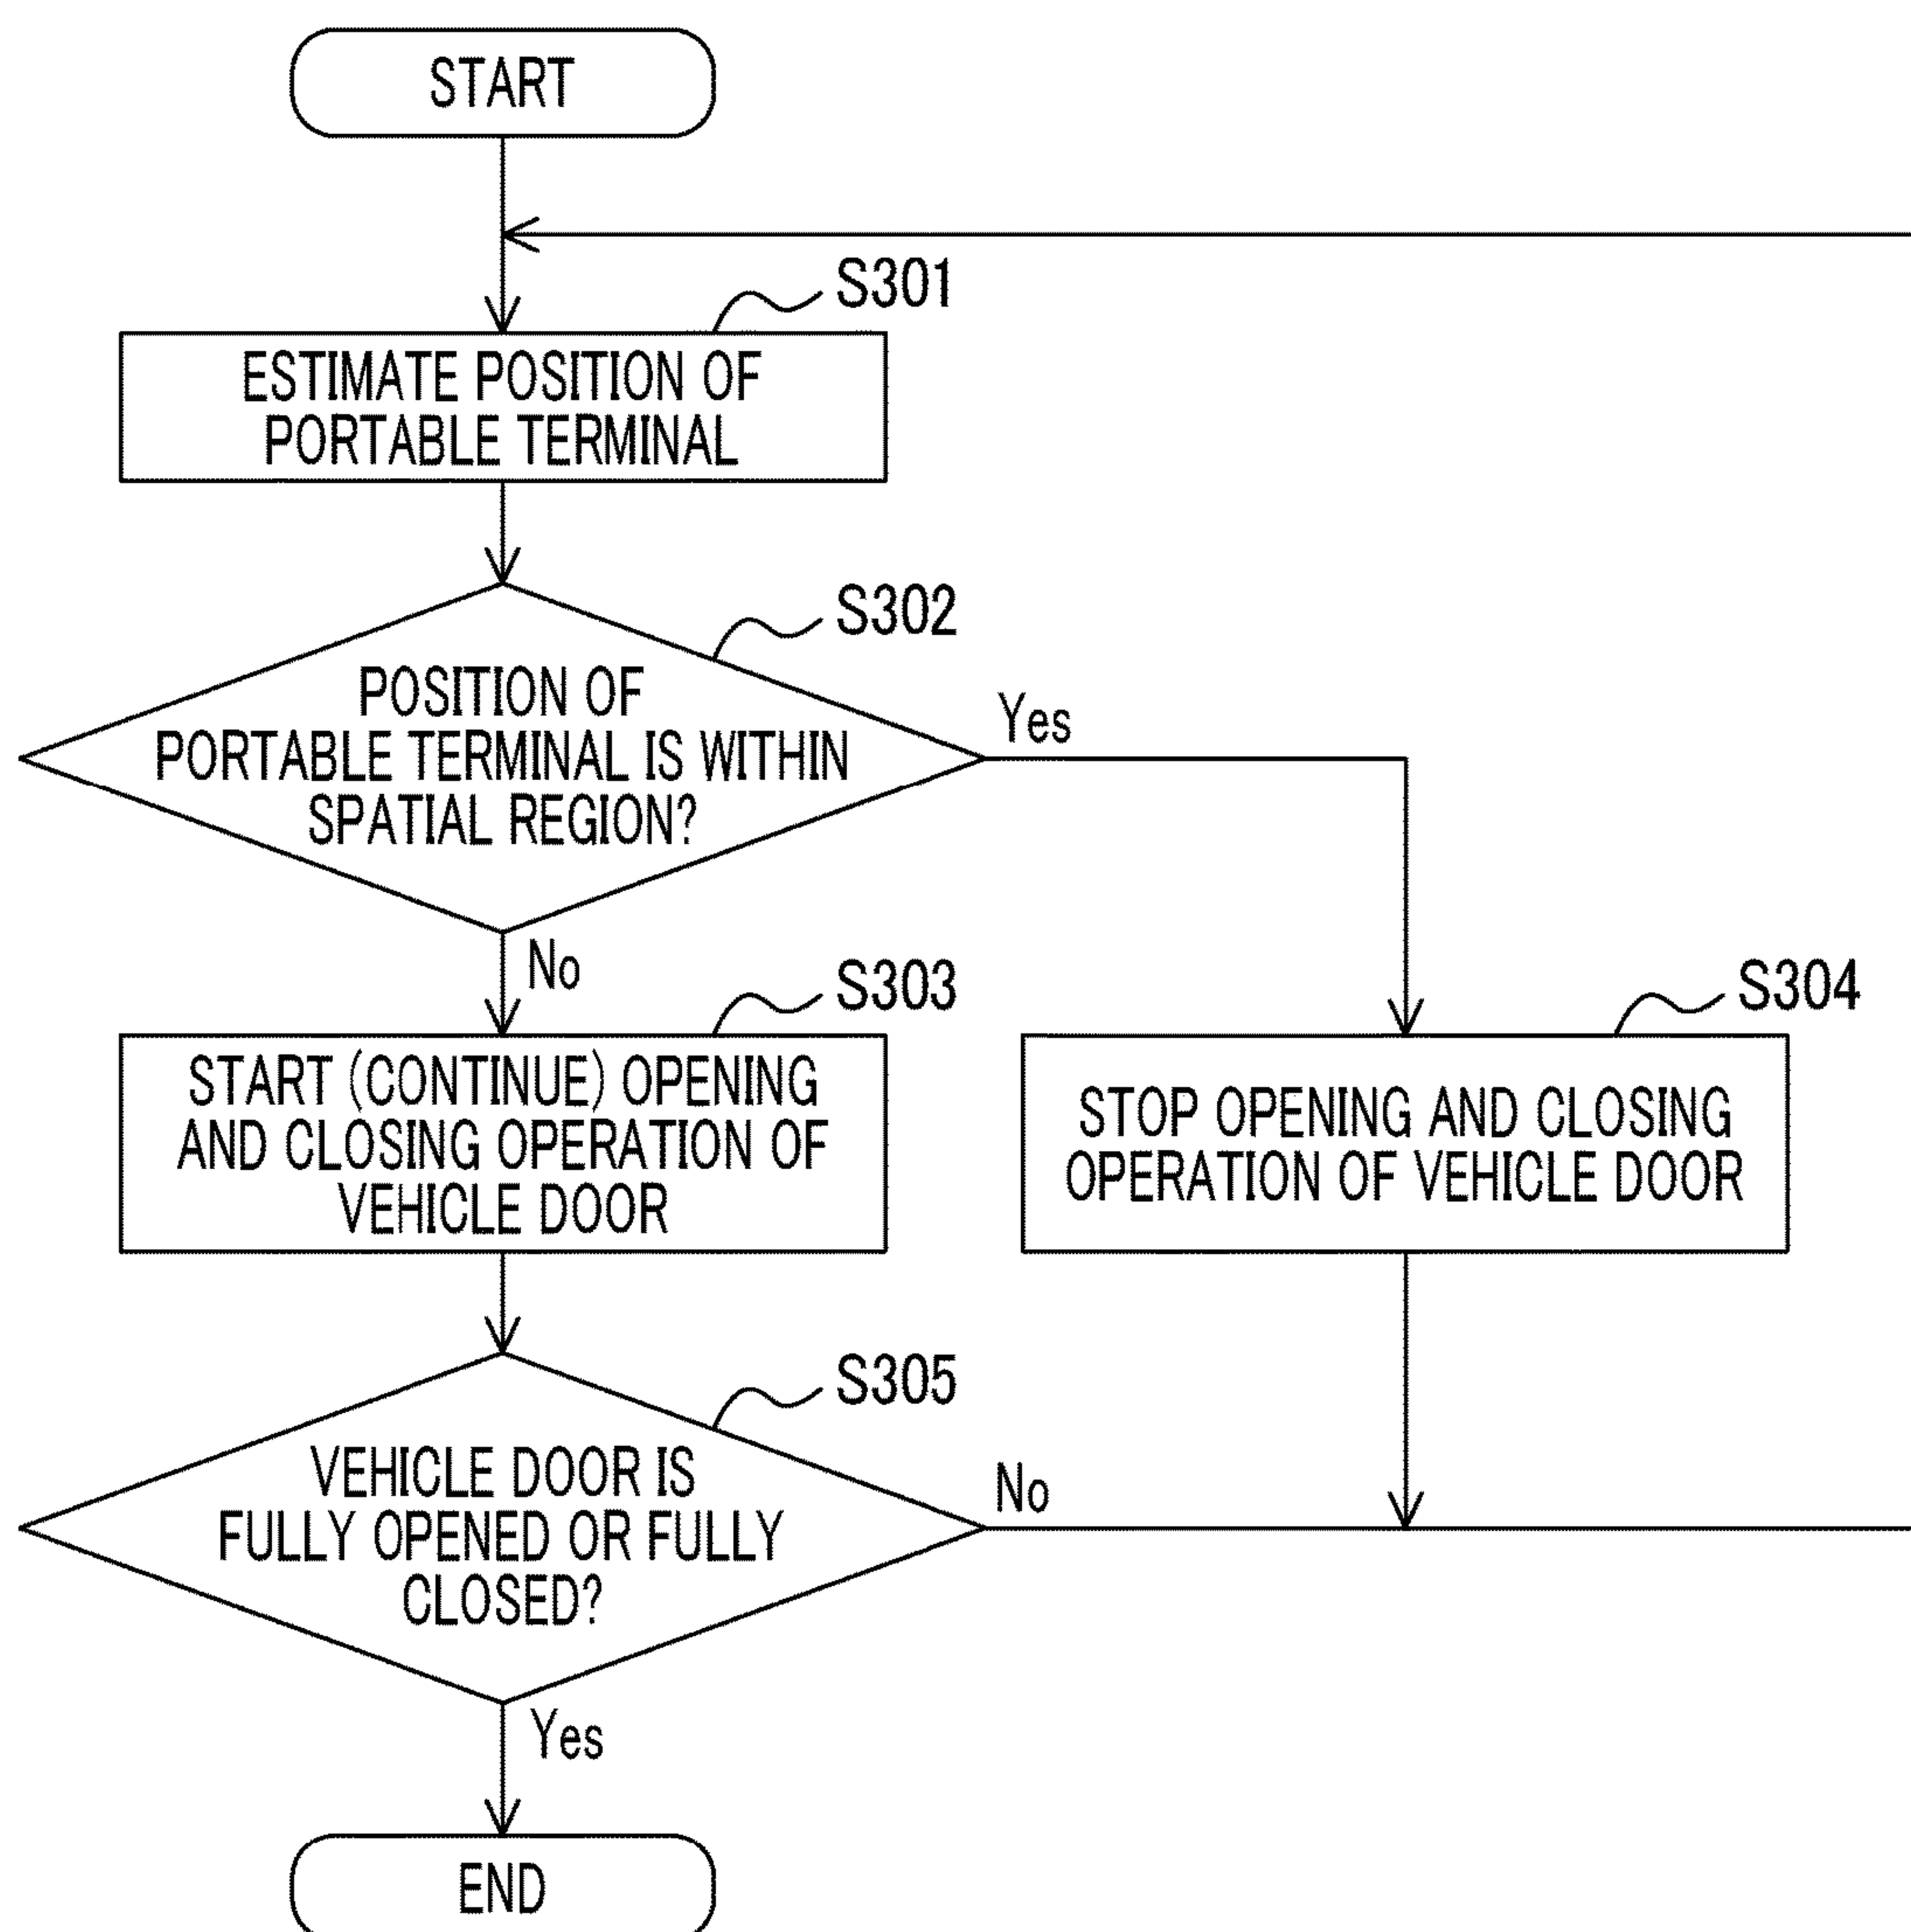 START
S301
ESTIMATE POSITION OF
PORTABLE TERMINAL
S302
POSITION OF
PORTABLE TERMINAL IS WITHIN
SPATIAL REGION?
Yes
No
S303
START (CONTINUE) OPENING
AND CLOSING OPERATION OF
VEHICLE DOOR
S304
STOP OPENING AND CLOSING
OPERATION OF VEHICLE DOOR
S305
VEHICLE DOOR IS
FULLY OPENED OR FULLY
CLOSED?
No
Yes
END